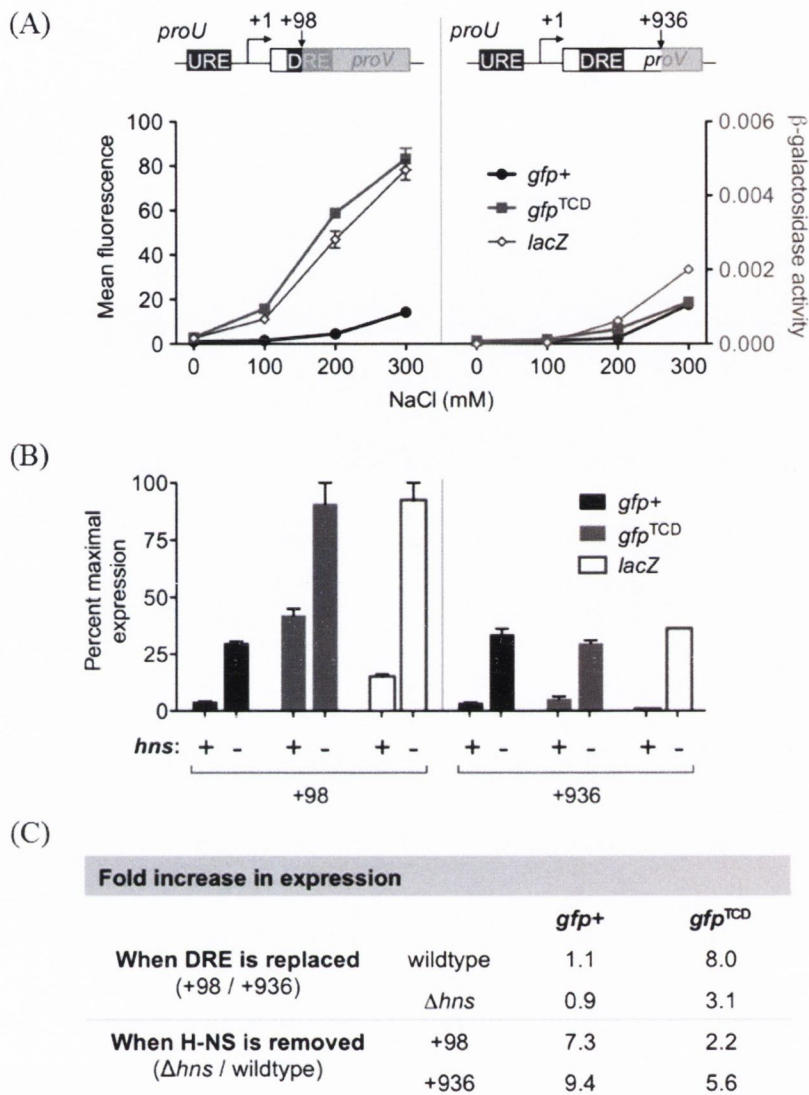 (A)
proU +1 +98
URE DRE proV
proU +1 +936
URE DRE proV
Mean fluorescence
100
80
60
40
20
0
0 100 200 300
gfp+
gfpTCD
lacZ
0 100 200 300
0.006
0.004
0.002
0.000
β-galactosidase activity
NaCl (mM)
(B)
Percent maximal
expression
100
75
50
25
0
gfp+
gfpTCD
lacZ
hns: + - + - + - + - + - + -
+98 +936
(C)
Fold increase in expression
gfp+ gfpTCD
When DRE is replaced wildtype 1.1 8.0
(+98 / +936)
Δhns 0.9 3.1
When H-NS is removed +98 7.3 2.2
(Δhns / wildtype)
+936 9.4 5.6